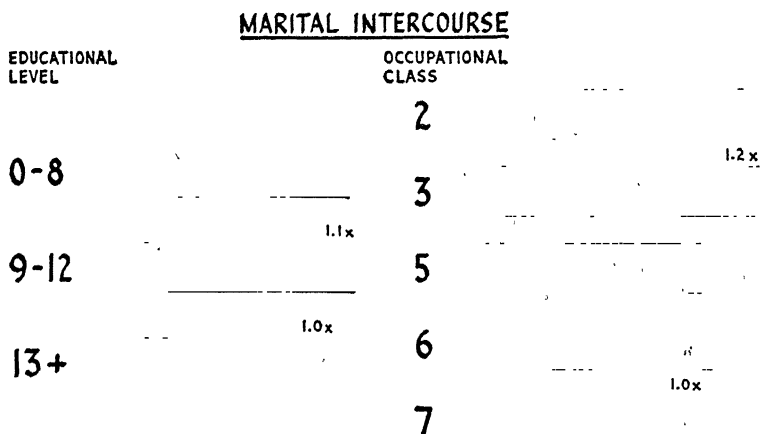 MARITAL INTERCOURSE
EDUCATIONAL
LEVEL
0-8
1.1x
9-12
1.0x
13+
OCCUPATIONAL
CLASS
2
1.2x
3
5
6
1.0x
7